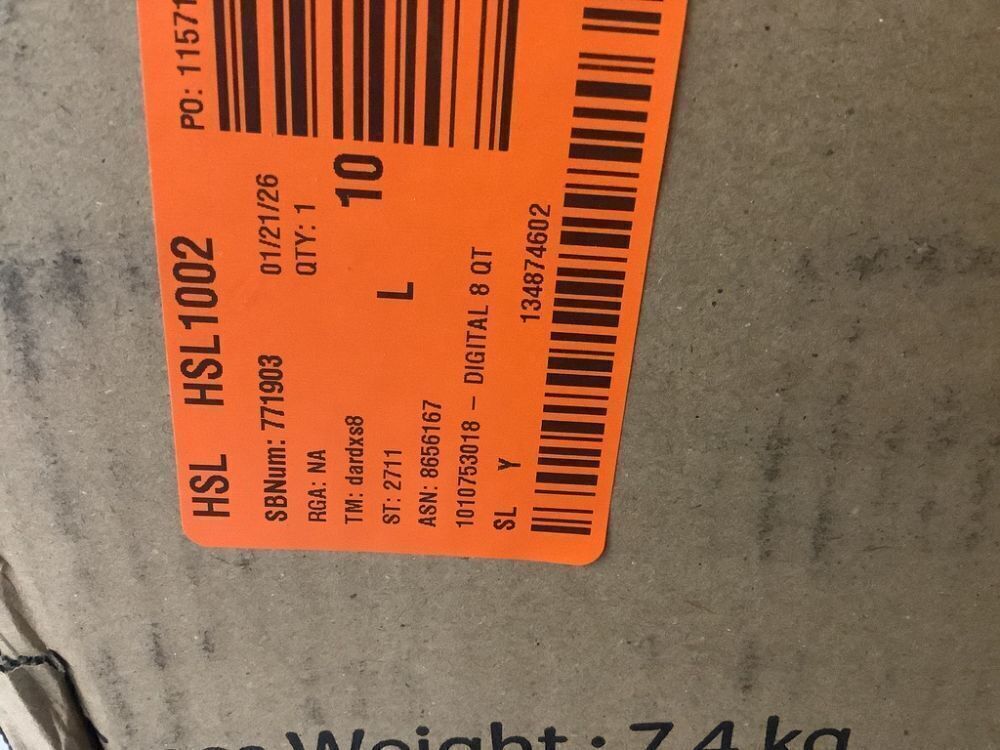 PO: 11571
HSL HSL1002
SBNum: 771903 01/21/26
RGA: NA QTY: 1
TM: dardxs8 10
ST: 2711 L
ASN: 8656167
1010753018 – DIGITAL 8 QT
SL Y 134874602
Weight: 7.4 kg